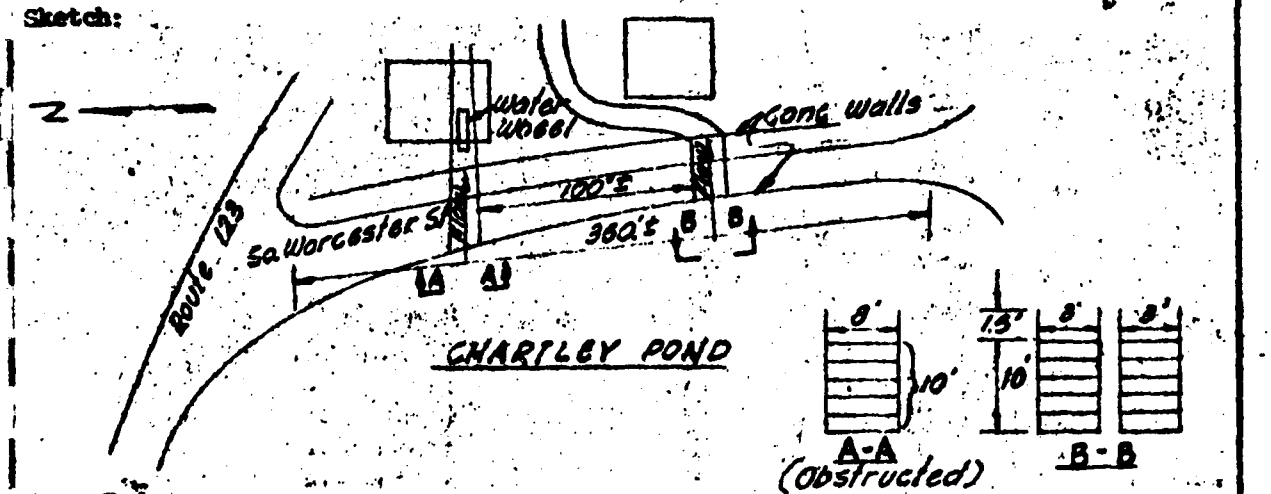 Sketch:
N
Water
Wheel
Conc Walls
100'±
So. Worcester St
360'±
B B
A A
Route 123
CHARTLEY POND
8'
10'
A-A
(Obstructed)
1.5'
10'
8' 8'
B-B